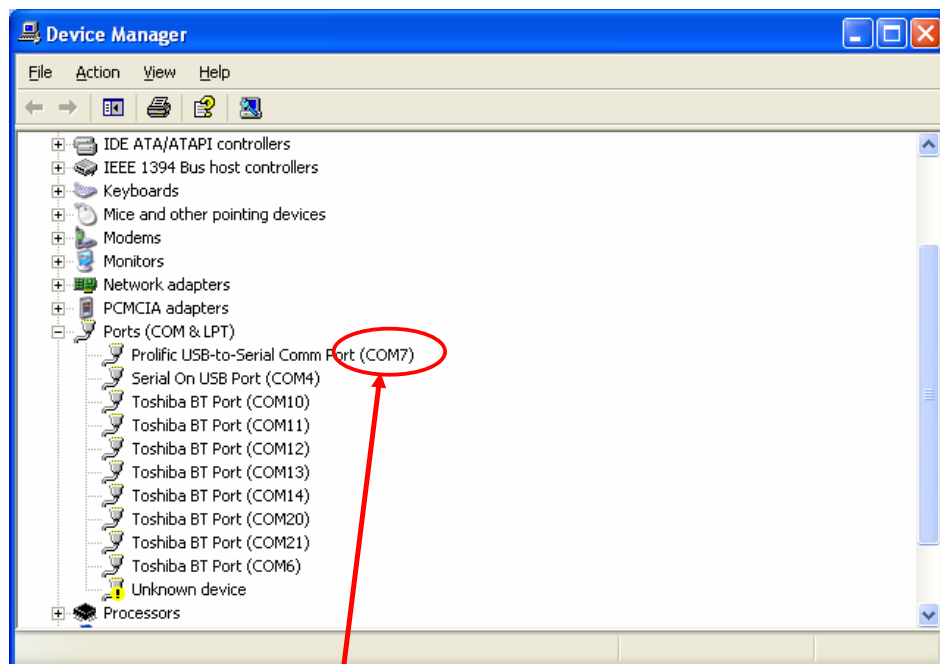 Device Manager
File Action View Help
IDE ATA/ATAPI controllers
IEEE 1394 Bus host controllers
Keyboards
Mice and other pointing devices
Modems
Monitors
Network adapters
PCMCIA adapters
Ports (COM & LPT)
Prolific USB-to-Serial Comm Port (COM7)
Serial On USB Port (COM4)
Toshiba BT Port (COM10)
Toshiba BT Port (COM11)
Toshiba BT Port (COM12)
Toshiba BT Port (COM13)
Toshiba BT Port (COM14)
Toshiba BT Port (COM20)
Toshiba BT Port (COM21)
Toshiba BT Port (COM6)
Unknown device
Processors